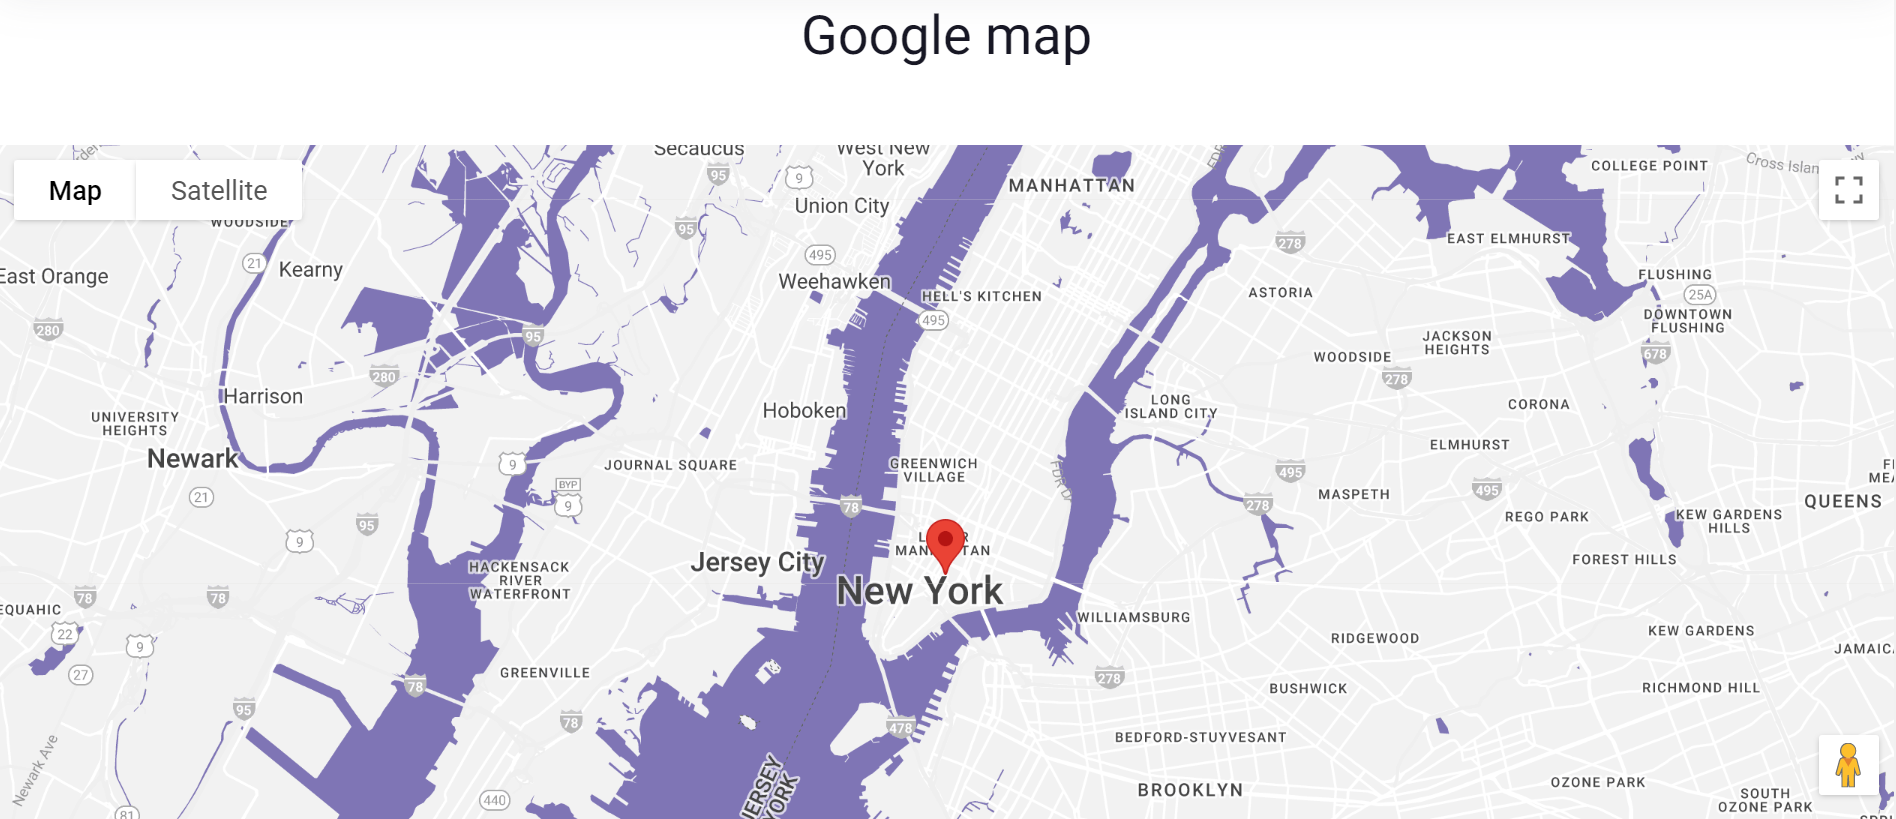 Google map
Map
Satellite
Secaucus
West New
York
95
9
MANHATTAN
COLLEGE POINT
Cross Islan
WOODSIDE
Union City
95
495
278
EAST ELMHURST
21
Kearny
East Orange
Weehawken
HELL'S KITCHEN
ASTORIA
FLUSHING
25A
280
95
495
DOWNTOWN
FLUSHING
JACKSON
HEIGHTS
WOODSIDE
678
280
278
Harrison
Hoboken
LONG
ISLAND CITY
CORONA
UNIVERSITY
HEIGHTS
ELMHURST
Newark
9
JOURNAL SQUARE
GREENWICH
VILLAGE
FDR Dr
495
21
BYP
9
78
278
MASPETH
495
QUEENS
REGO PARK
KEW GARDENS
HILLS
95
9
MANHATTAN
FOREST HILLS
Jersey City
HACKENSACK
RIVER
WATERFRONT
New York
78
78
EQUAHIC
22
9
WILLIAMSBURG
RIDGEWOOD
KEW GARDENS
JAMAIC
27
GREENVILLE
78
278
BUSHWICK
RICHMOND HILL
95
78
478
BEDFORD-STUYVESANT
Newark Ave
JERSEY
YORK
440
BROOKLYN
OZONE PARK
SOUTH
OZONE PARK
81